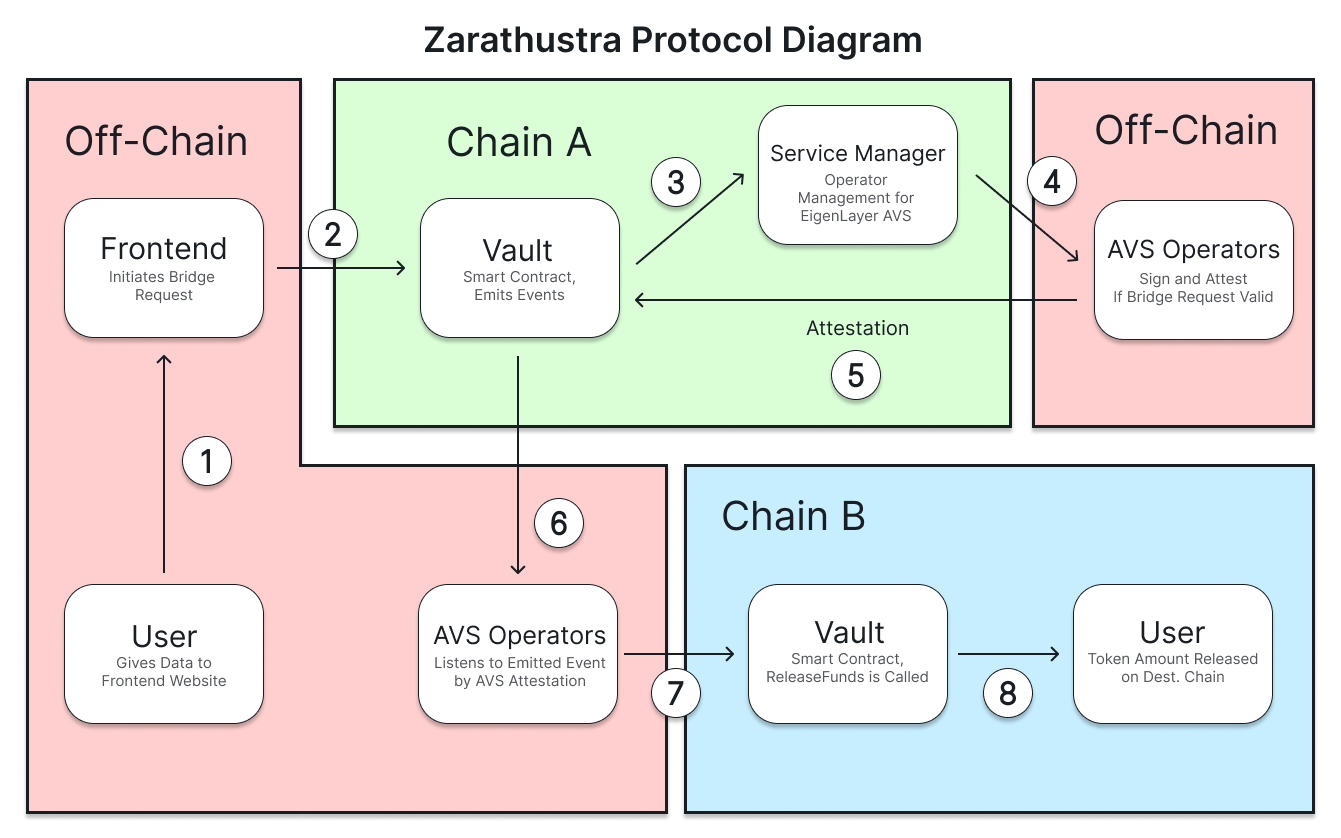 Zarathustra Protocol Diagram
Off-Chain
Frontend
Initiates Bridge
Request
1
User
Gives Data to
Frontend Website
2
Chain A
Vault
Smart Contract,
Emits Events
3
Service Manager
Operator
Management for
EigenLayer AVS
4
Off-Chain
AVS Operators
Sign and Attest
If Bridge Request Valid
Attestation
5
6
AVS Operators
Listens to Emitted Event
by AVS Attestation
7
Chain B
Vault
Smart Contract,
ReleaseFunds is Called
8
User
Token Amount Released
on Dest. Chain